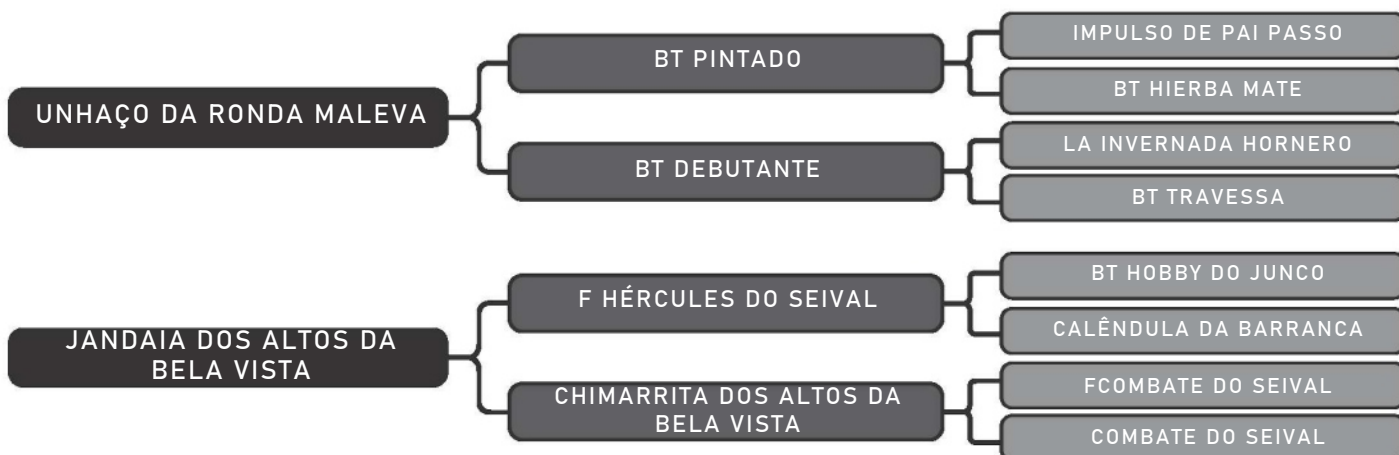 UNHAÇO DA RONDA MALEVA
BT PINTADO
IMPULSO DE PAI PASSO
BT HIERBA MATE
BT DEBUTANTE
LA INVERNADA HORNERO
BT TRAVESSA
JANDAIA DOS ALTOS DA
BELA VISTA
F HÉRCULES DO SEIVAL
BT HOBBY DO JUNCO
CALÊNDULA DA BARRANCA
CHIMARRITA DOS ALTOS DA
BELA VISTA
FCOMBATE DO SEIVAL
COMBATE DO SEIVAL